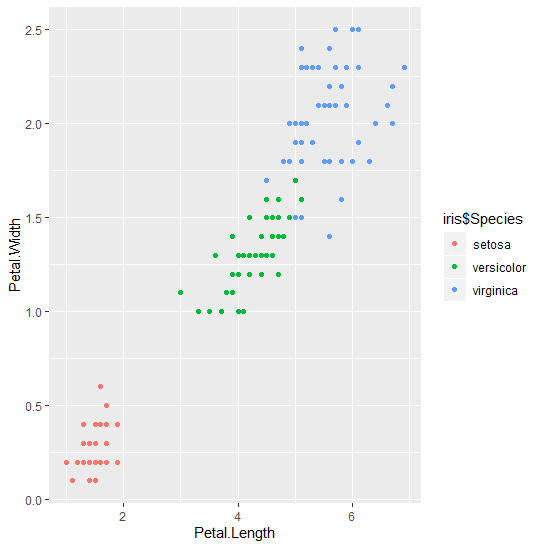 2.5
2.0
1.5
1.0
0.5
0.0
Petal.Width
2
4
6
Petal.Length
iris$Species
setosa
versicolor
virginica